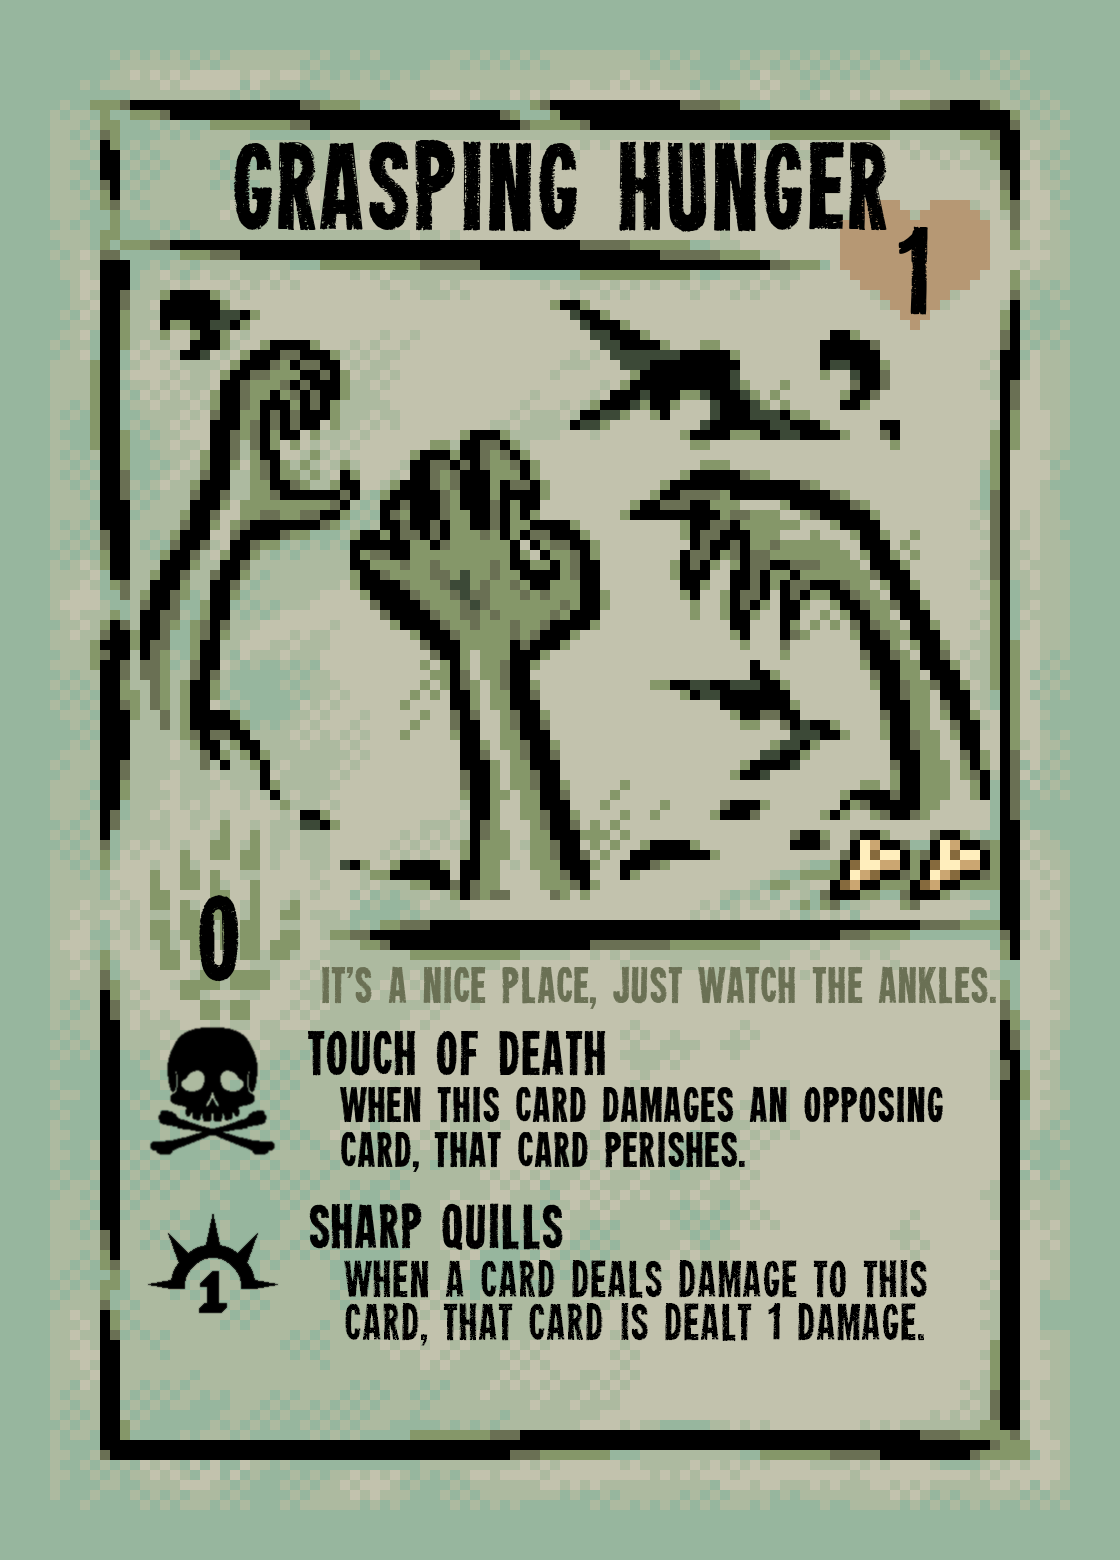 GRASPING HUNGER
1
0
IT'S A NICE PLACE, JUST WATCH THE ANKLES.
TOUCH OF DEATH
WHEN THIS CARD DAMAGES AN OPPOSING
CARD, THAT CARD PERISHES.
SHARP QUILLS
1
WHEN A CARD DEALS DAMAGE TO THIS
CARD, THAT CARD IS DEALT 1 DAMAGE.